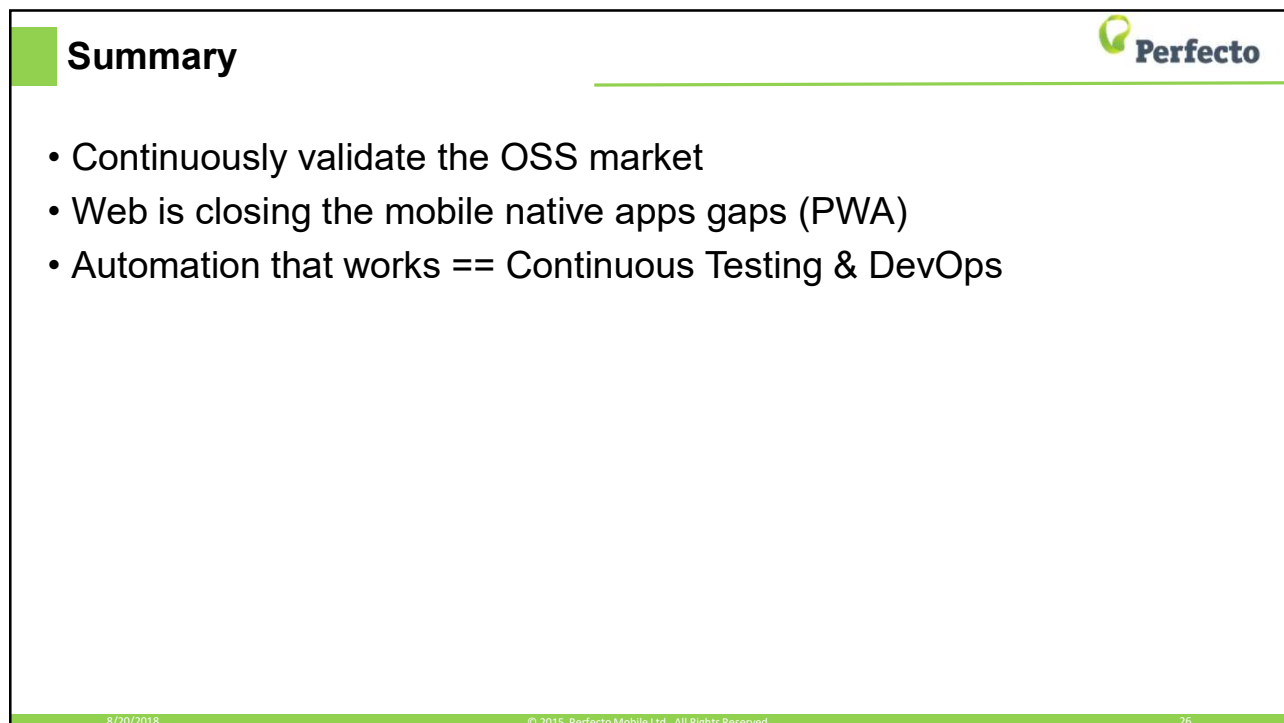 Summary
Perfecto
• Continuously validate the OSS market
• Web is closing the mobile native apps gaps (PWA)
• Automation that works == Continuous Testing & DevOps
8/20/2018 © 2015, Perfecto Mobile Ltd. All Rights Reserved. 26